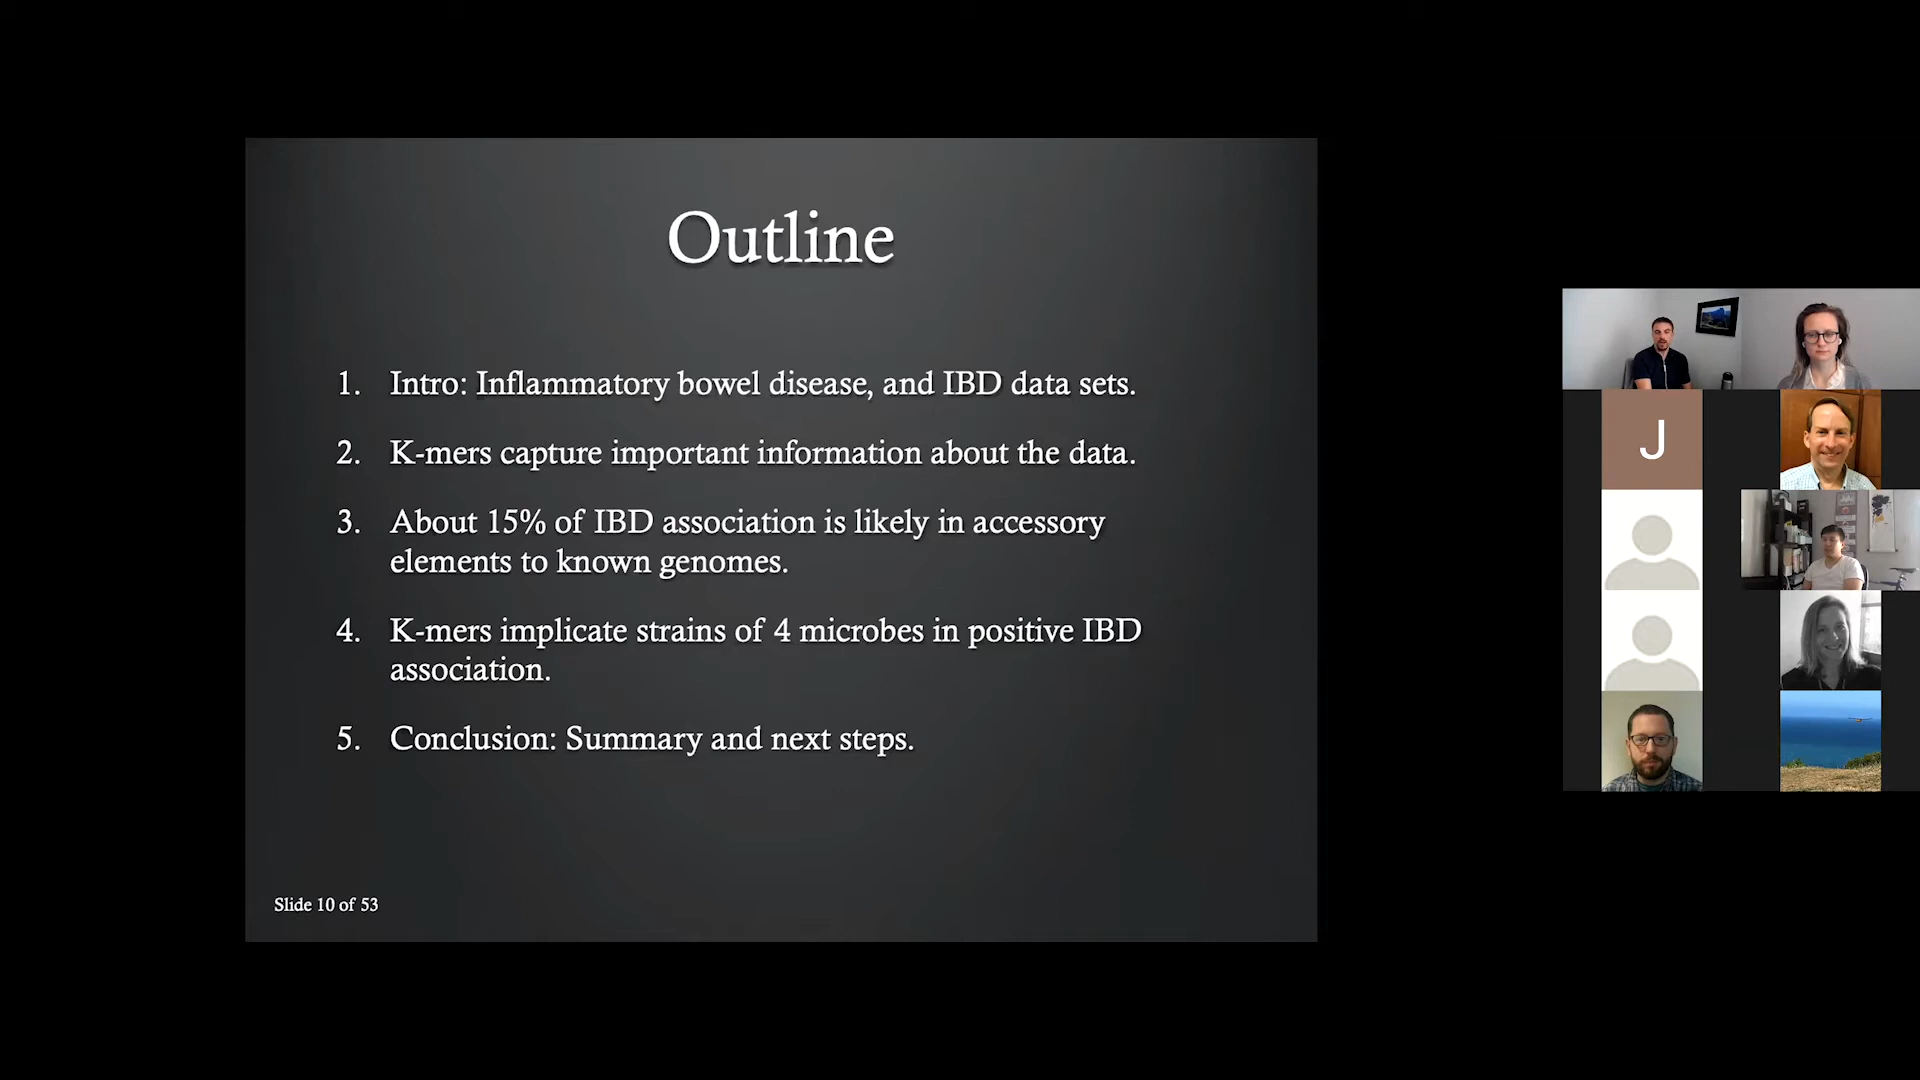 Outline
1. Intro: Inflammatory bowel disease, and IBD data sets.
2. K-mers capture important information about the data.
3. About 15% of IBD association is likely in accessory
elements to known genomes.
4. K-mers implicate strains of 4 microbes in positive IBD
association.
5. Conclusion: Summary and next steps.
Slide 10 of 53
J